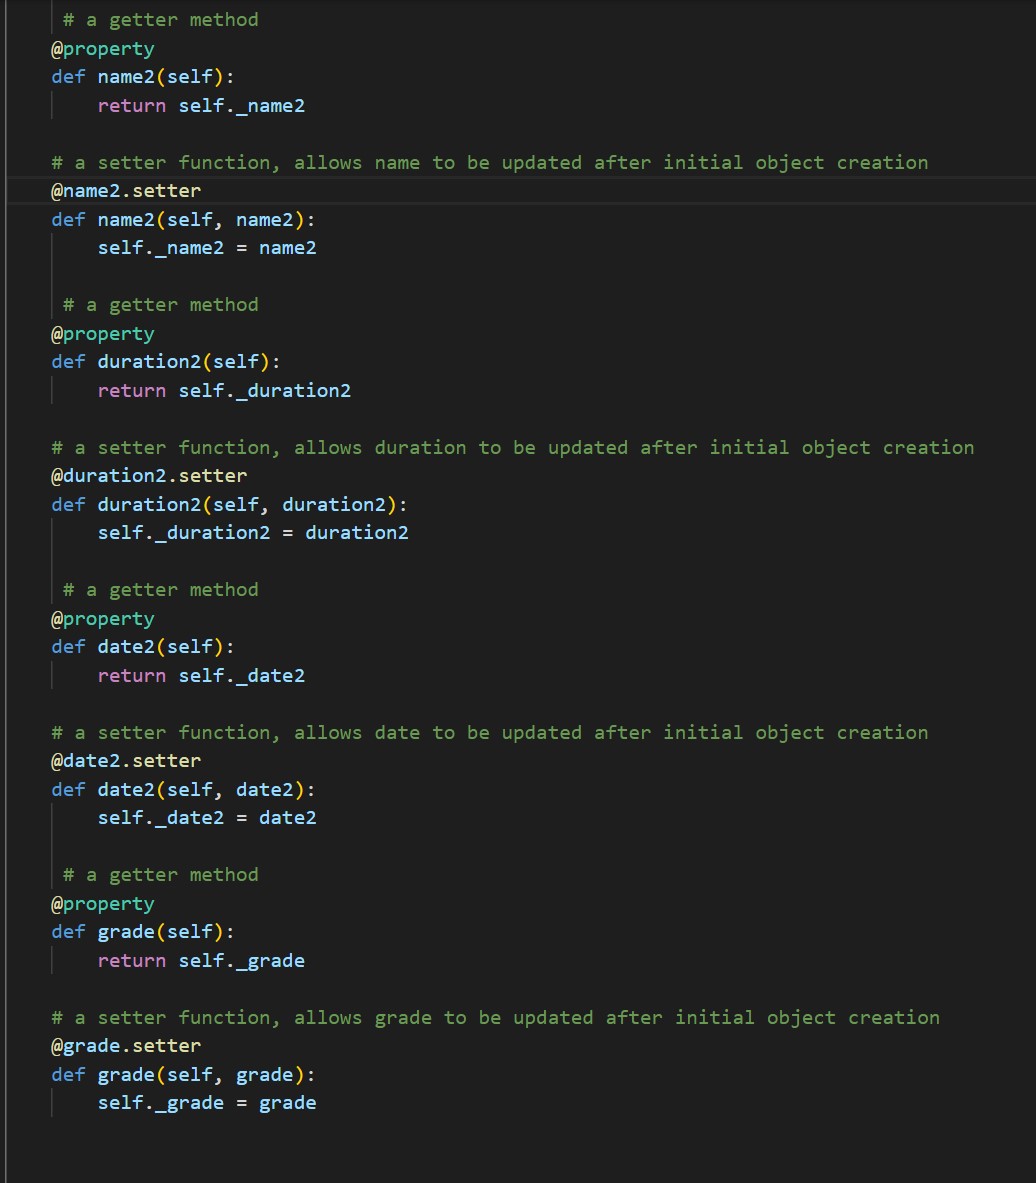 # a getter method
@property
def name2(self):
return self._name2
# a setter function, allows name to be updated after initial object creation
@name2.setter
def name2(self, name2):
self._name2 = name2
# a getter method
@property
def duration2(self):
return self._duration2
# a setter function, allows duration to be updated after initial object creation
@duration2.setter
def duration2(self, duration2):
self._duration2 = duration2
# a getter method
@property
def date2(self):
return self._date2
# a setter function, allows date to be updated after initial object creation
@date2.setter
def date2(self, date2):
self._date2 = date2
# a getter method
@property
def grade(self):
return self._grade
# a setter function, allows grade to be updated after initial object creation
@grade.setter
def grade(self, grade):
self._grade = grade